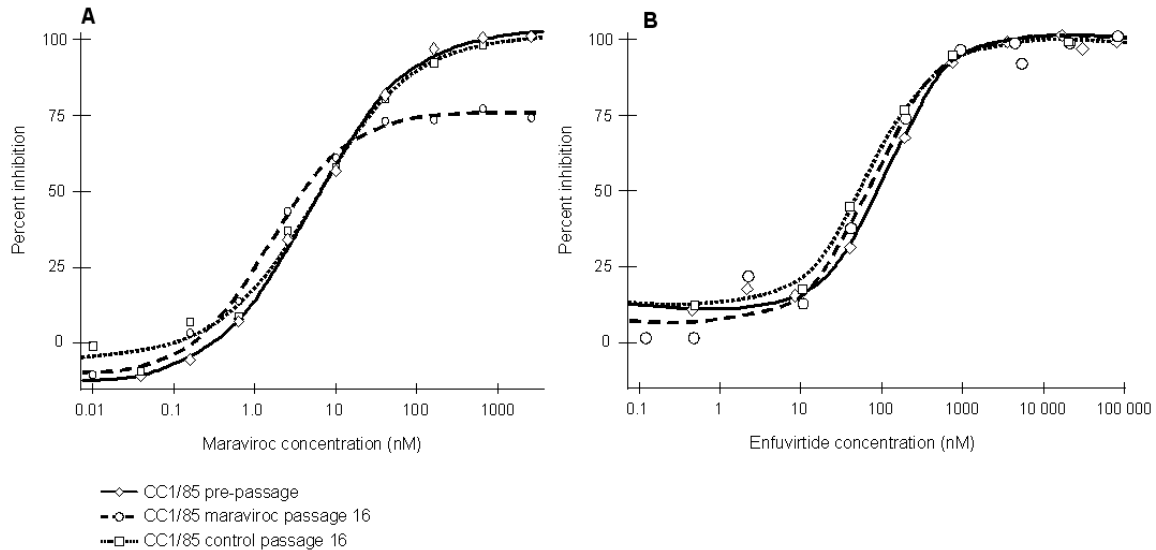 A
Percent inhibition
100
75
50
25
0
0.01
0.1
1.0
10
100
1000
Maraviroc concentration (nM)
B
Percent inhibition
100
75
50
25
0
0.1
1
10
100
1000
10 000
100 000
Enfuvirtide concentration (nM)
CC1/85 pre-passage
CC1/85 maraviroc passage 16
CC1/85 control passage 16